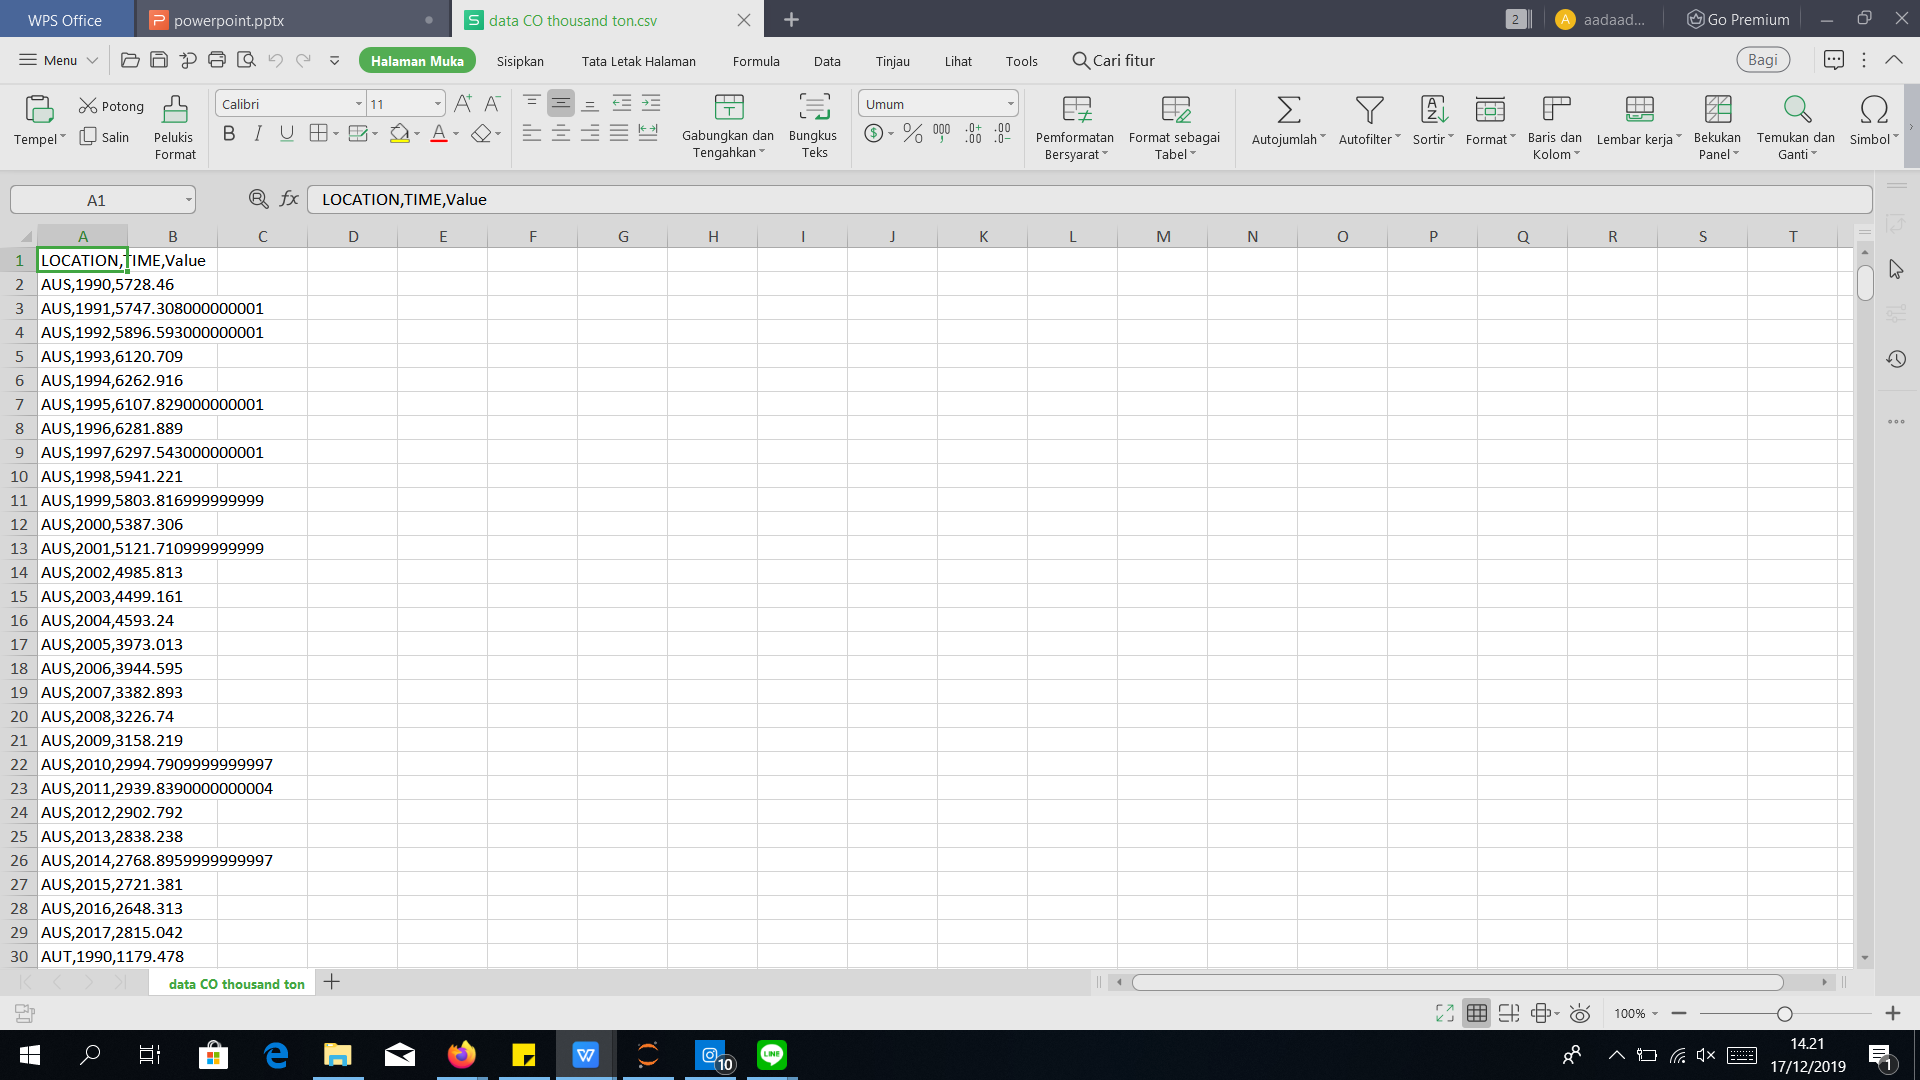 WPS Office
powerpoint.pptx
data CO thousand ton.csv
2
A
aadaad...
Go Premium
Menu
Halaman Muka
Sisipkan
Tata Letak Halaman
Formula
Data
Tinjau
Lihat
Tools
Cari fitur
Bagi
Tempel
Potong
Salin
Pelukis
Format
Calibri
11
Gabungkan dan
Tengahkan
Bungkus
Teks
Umum
Pemformatan
Bersyarat
Format sebagai
Tabel
Autojumlah
Autofilter
Sortir
Format
Baris dan
Kolom
Lembar kerja
Bekukan
Panel
Temukan dan
Ganti
Simbol
A1
fx
LOCATION,TIME,Value
A B C D E F G H I J K L M N O P Q R S T
1 LOCATION,TIME,Value
2 AUS,1990,5728.46
3 AUS,1991,5747.308000000001
4 AUS,1992,5896.593000000001
5 AUS,1993,6120.709
6 AUS,1994,6262.916
7 AUS,1995,6107.829000000001
8 AUS,1996,6281.889
9 AUS,1997,6297.543000000001
10 AUS,1998,5941.221
11 AUS,1999,5803.816999999999
12 AUS,2000,5387.306
13 AUS,2001,5121.710999999999
14 AUS,2002,4985.813
15 AUS,2003,4499.161
16 AUS,2004,4593.24
17 AUS,2005,3973.013
18 AUS,2006,3944.595
19 AUS,2007,3382.893
20 AUS,2008,3226.74
21 AUS,2009,3158.219
22 AUS,2010,2994.7909999999997
23 AUS,2011,2939.8390000000004
24 AUS,2012,2902.792
25 AUS,2013,2838.238
26 AUS,2014,2768.8959999999997
27 AUS,2015,2721.381
28 AUS,2016,2648.313
29 AUS,2017,2815.042
30 AUT,1990,1179.478
data CO thousand ton
100%
10
LINE
14.21
17/12/2019
1